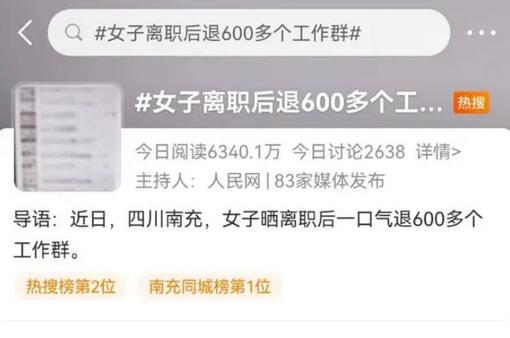 #女子离职后退600多个工作群#
#女子离职后退600多个工... 热搜
今日阅读6340.1万 今日讨论2638 详情>
主持人：人民网 | 83家媒体发布
导语：近日，四川南充，女子晒离职后一口气退600多个
工作群。
热搜榜第2位 南充同城榜第1位